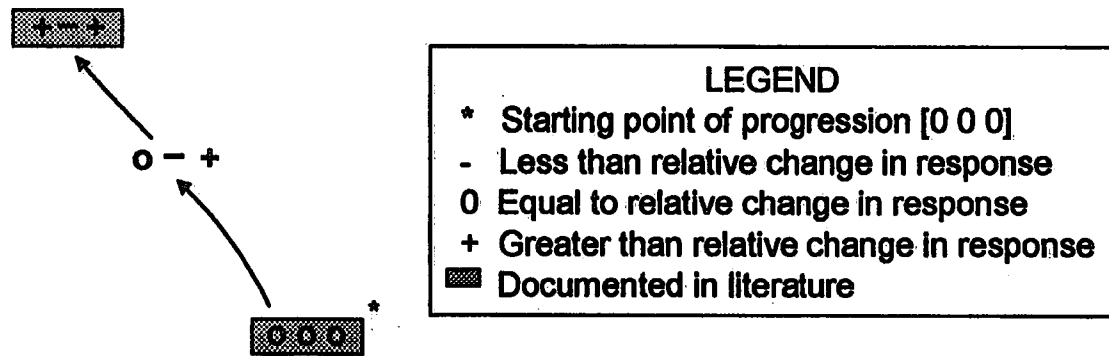 + - +
o - +
0 0 0 *
LEGEND
* Starting point of progression [0 0 0]
- Less than relative change in response
0 Equal to relative change in response
+ Greater than relative change in response
Documented in literature